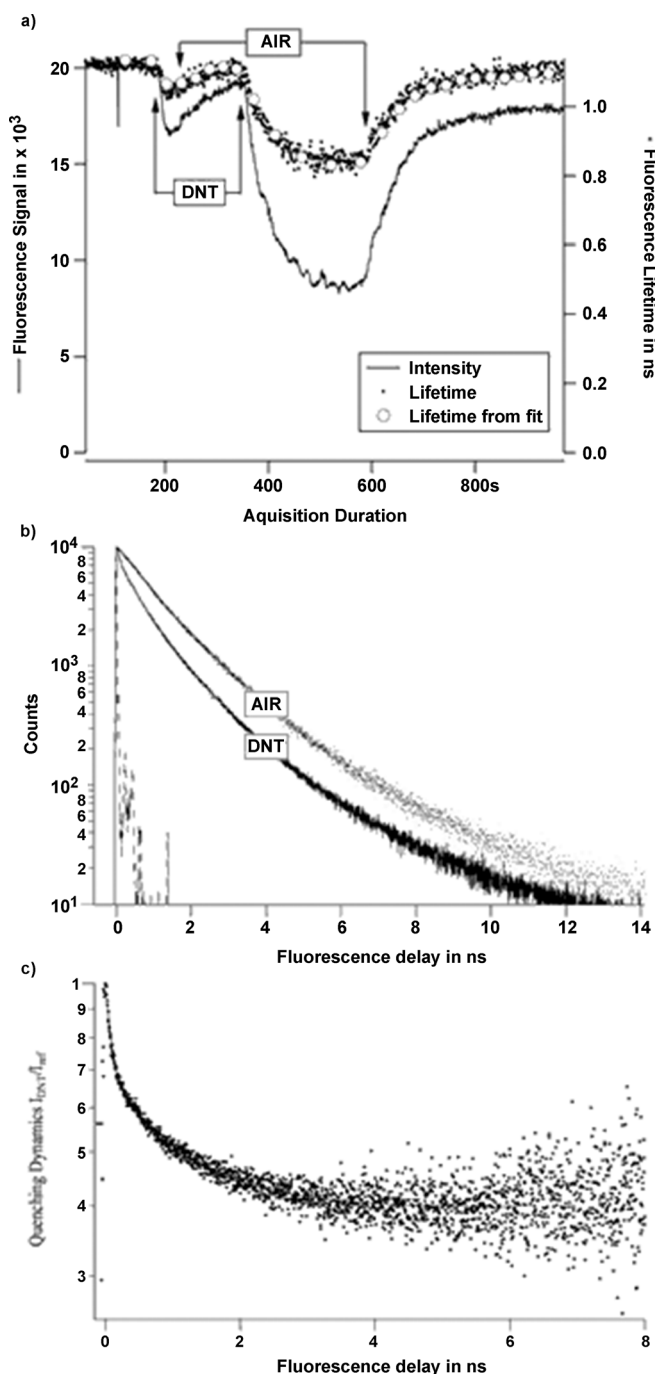 a)
AIR
DNT
Fluorescence Signal in x 10³
20
15
10
5
0
Fluorescence Lifetime in ns
1.0
0.8
0.6
0.4
0.2
0.0
Intensity
Lifetime
Lifetime from fit
200 400 600 800s
Aquisition Duration
b)
Counts
10⁴
8
6
4
2
10³
8
6
4
2
10²
8
6
4
2
10¹
AIR
DNT
0 2 4 6 8 10 12 14
Fluorescence delay in ns
c)
Quenching Dynamics I_DNT/I_ref
1
9
8
7
6
5
4
3
0 2 4 6 8
Fluorescence delay in ns